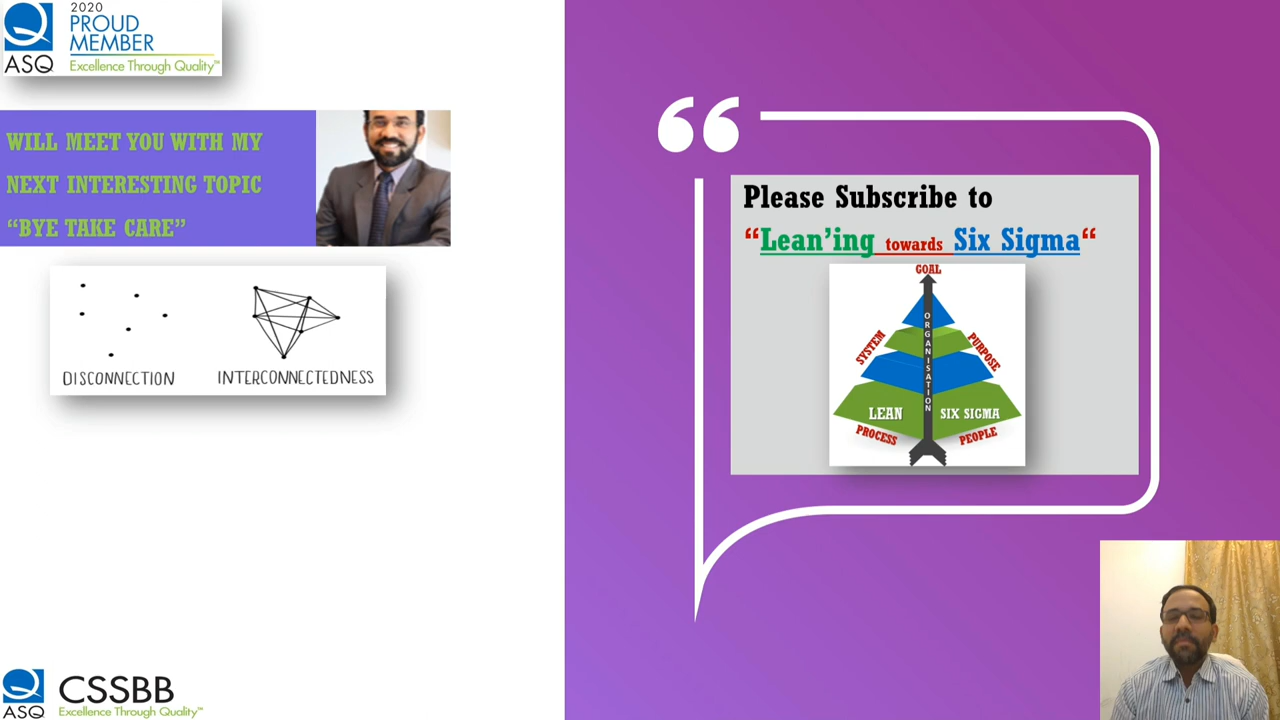 2020
PROUD
MEMBER
ASQ
Excellence Through Quality™
WILL MEET YOU WITH MY
NEXT INTERESTING TOPIC
“BYE TAKE CARE”
DISCONNECTION
INTERCONNECTEDNESS
ASQ
CSSBB
Excellence Through Quality™
“
Please Subscribe to
“Lean’ing towards Six Sigma“
GOAL
ORGANISATION
SYSTEM
PURPOSE
LEAN
SIX SIGMA
PROCESS
PEOPLE